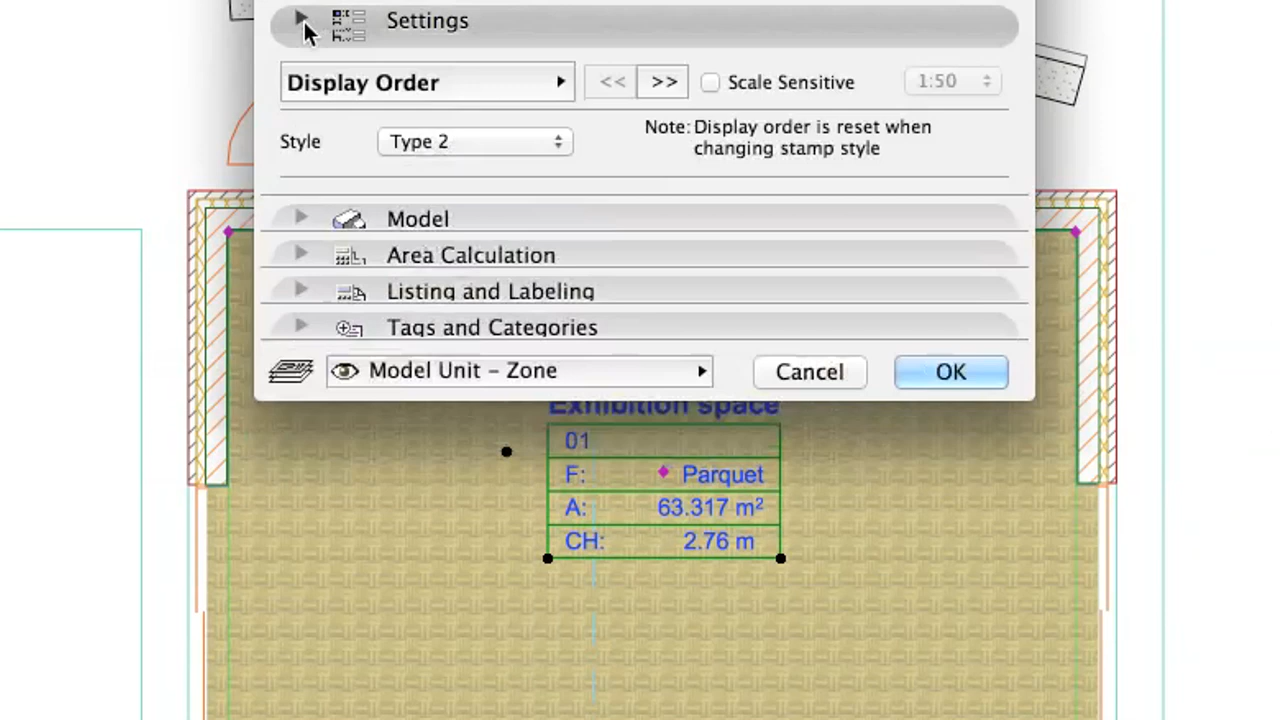 Settings
Display Order
<<
>>
Scale Sensitive
1:50
Style
Type 2
Note: Display order is reset when
changing stamp style
Model
Area Calculation
Listing and Labeling
Tags and Categories
Model Unit – Zone
Cancel
OK
Exhibition space
01
F: Parquet
A: 63.317 m²
CH: 2.76 m